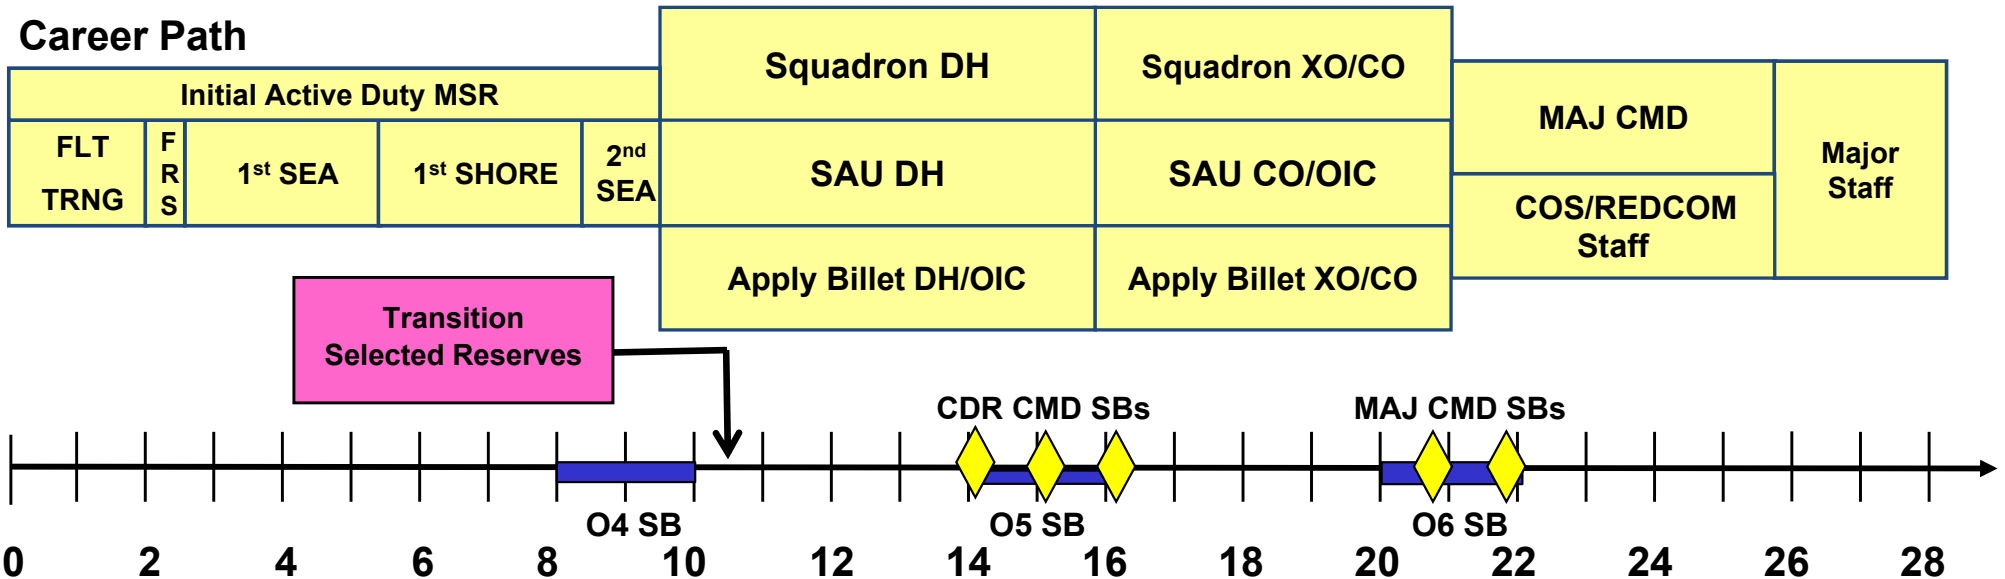 Career Path
Initial Active Duty MSR
FLT
TRNG
F
R
S
1st SEA
1st SHORE
2nd
SEA
Squadron DH
Squadron XO/CO
SAU DH
SAU CO/OIC
Apply Billet DH/OIC
Apply Billet XO/CO
MAJ CMD
COS/REDCOM
Staff
Major
Staff
Transition
Selected Reserves
CDR CMD SBs
MAJ CMD SBs
O4 SB
O5 SB
O6 SB
0 2 4 6 8 10 12 14 16 18 20 22 24 26 28